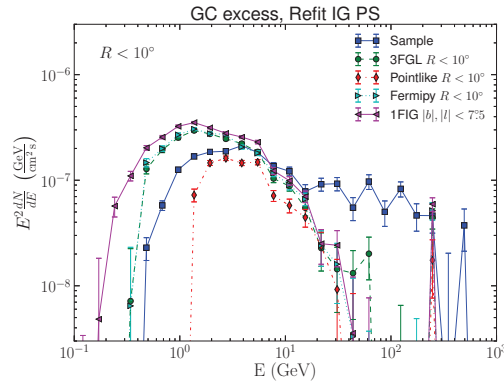 GC excess, Refit IG PS
R < 10°
Sample
3FGL R < 10°
Pointlike R < 10°
Fermipy R < 10°
1FIG |b|, |l| < 7°.5
E² dN/dE (GeV/cm² s)
10⁻⁶
10⁻⁷
10⁻⁸
10⁻¹ 10⁰ 10¹ 10² 10³
E (GeV)